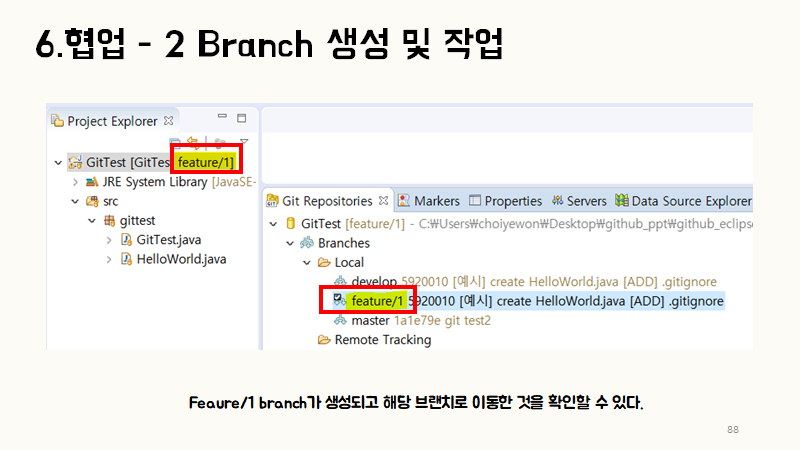 6.협업 - 2 Branch 생성 및 작업
Project Explorer
GitTest [GitTest feature/1]
JRE System Library [JavaSE-
src
gittest
GitTest.java
HelloWorld.java
Git Repositories
Markers
Properties
Servers
Data Source Explorer
GitTest [feature/1] - C:₩Users₩choiyewon₩Desktop₩github_ppt₩github_eclipse
Branches
Local
develop 5920010 [예시] create HelloWorld.java [ADD] .gitignore
feature/1 5920010 [예시] create HelloWorld.java [ADD] .gitignore
master 1a1e79e git test2
Remote Tracking
Feaure/1 branch가 생성되고 해당 브랜치로 이동한 것을 확인할 수 있다.
88